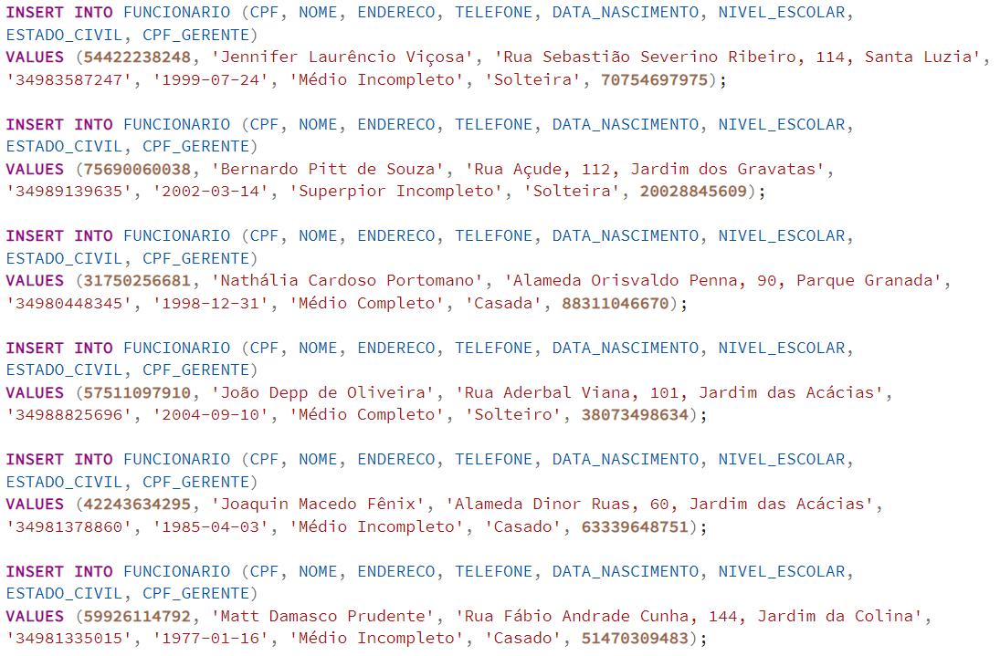 INSERT INTO FUNCIONARIO (CPF, NOME, ENDERECO, TELEFONE, DATA_NASCIMENTO, NIVEL_ESCOLAR,
ESTADO_CIVIL, CPF_GERENTE)
VALUES (54422238248, 'Jennifer Laurêncio Viçosa', 'Rua Sebastião Severino Ribeiro, 114, Santa Luzia',
'34983587247', '1999-07-24', 'Médio Incompleto', 'Solteira', 70754697975);
INSERT INTO FUNCIONARIO (CPF, NOME, ENDERECO, TELEFONE, DATA_NASCIMENTO, NIVEL_ESCOLAR,
ESTADO_CIVIL, CPF_GERENTE)
VALUES (75690060038, 'Bernardo Pitt de Souza', 'Rua Açude, 112, Jardim dos Gravatas',
'34989139635', '2002-03-14', 'Superpior Incompleto', 'Solteira', 20028845609);
INSERT INTO FUNCIONARIO (CPF, NOME, ENDERECO, TELEFONE, DATA_NASCIMENTO, NIVEL_ESCOLAR,
ESTADO_CIVIL, CPF_GERENTE)
VALUES (31750256681, 'Nathália Cardoso Portomano', 'Alameda Orisvaldo Penna, 90, Parque Granada',
'34980448345', '1998-12-31', 'Médio Completo', 'Casada', 88311046670);
INSERT INTO FUNCIONARIO (CPF, NOME, ENDERECO, TELEFONE, DATA_NASCIMENTO, NIVEL_ESCOLAR,
ESTADO_CIVIL, CPF_GERENTE)
VALUES (57511097910, 'João Depp de Oliveira', 'Rua Aderbal Viana, 101, Jardim das Acácias',
'34988825696', '2004-09-10', 'Médio Completo', 'Solteiro', 38073498634);
INSERT INTO FUNCIONARIO (CPF, NOME, ENDERECO, TELEFONE, DATA_NASCIMENTO, NIVEL_ESCOLAR,
ESTADO_CIVIL, CPF_GERENTE)
VALUES (42243634295, 'Joaquin Macedo Fênix', 'Alameda Dinor Ruas, 60, Jardim das Acácias',
'34981378860', '1985-04-03', 'Médio Incompleto', 'Casado', 63339648751);
INSERT INTO FUNCIONARIO (CPF, NOME, ENDERECO, TELEFONE, DATA_NASCIMENTO, NIVEL_ESCOLAR,
ESTADO_CIVIL, CPF_GERENTE)
VALUES (59926114792, 'Matt Damasco Prudente', 'Rua Fábio Andrade Cunha, 144, Jardim da Colina',
'34981335015', '1977-01-16', 'Médio Incompleto', 'Casado', 51470309483);